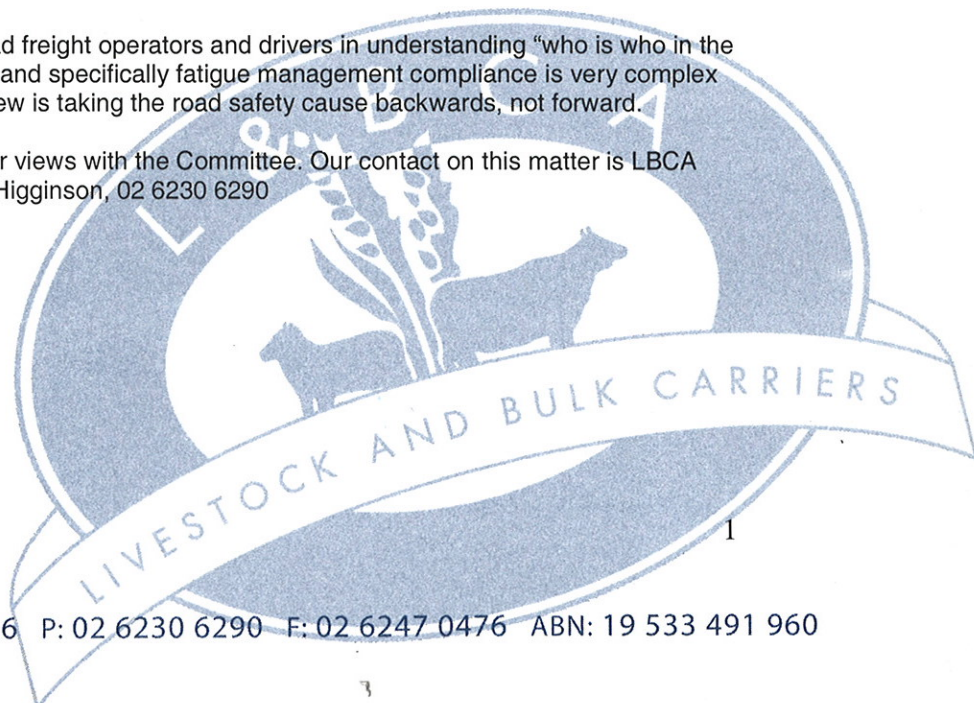 ad freight operators and drivers in understanding “who is who in the
and specifically fatigue management compliance is very complex
ew is taking the road safety cause backwards, not forward.
r views with the Committee. Our contact on this matter is LBCA
Higginson, 02 6230 6290
L & B C A
LIVESTOCK AND BULK CARRIERS
1
6 P: 02 6230 6290 F: 02 6247 0476 ABN: 19 533 491 960